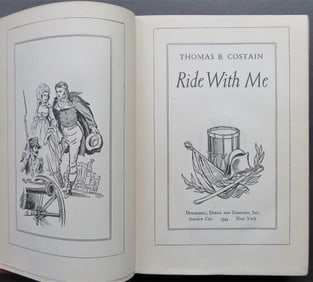 THOMAS B. COSTAIN
Ride With Me
DOUBLEDAY, DORAN AND COMPANY, INC.
Garden City 1944 New York